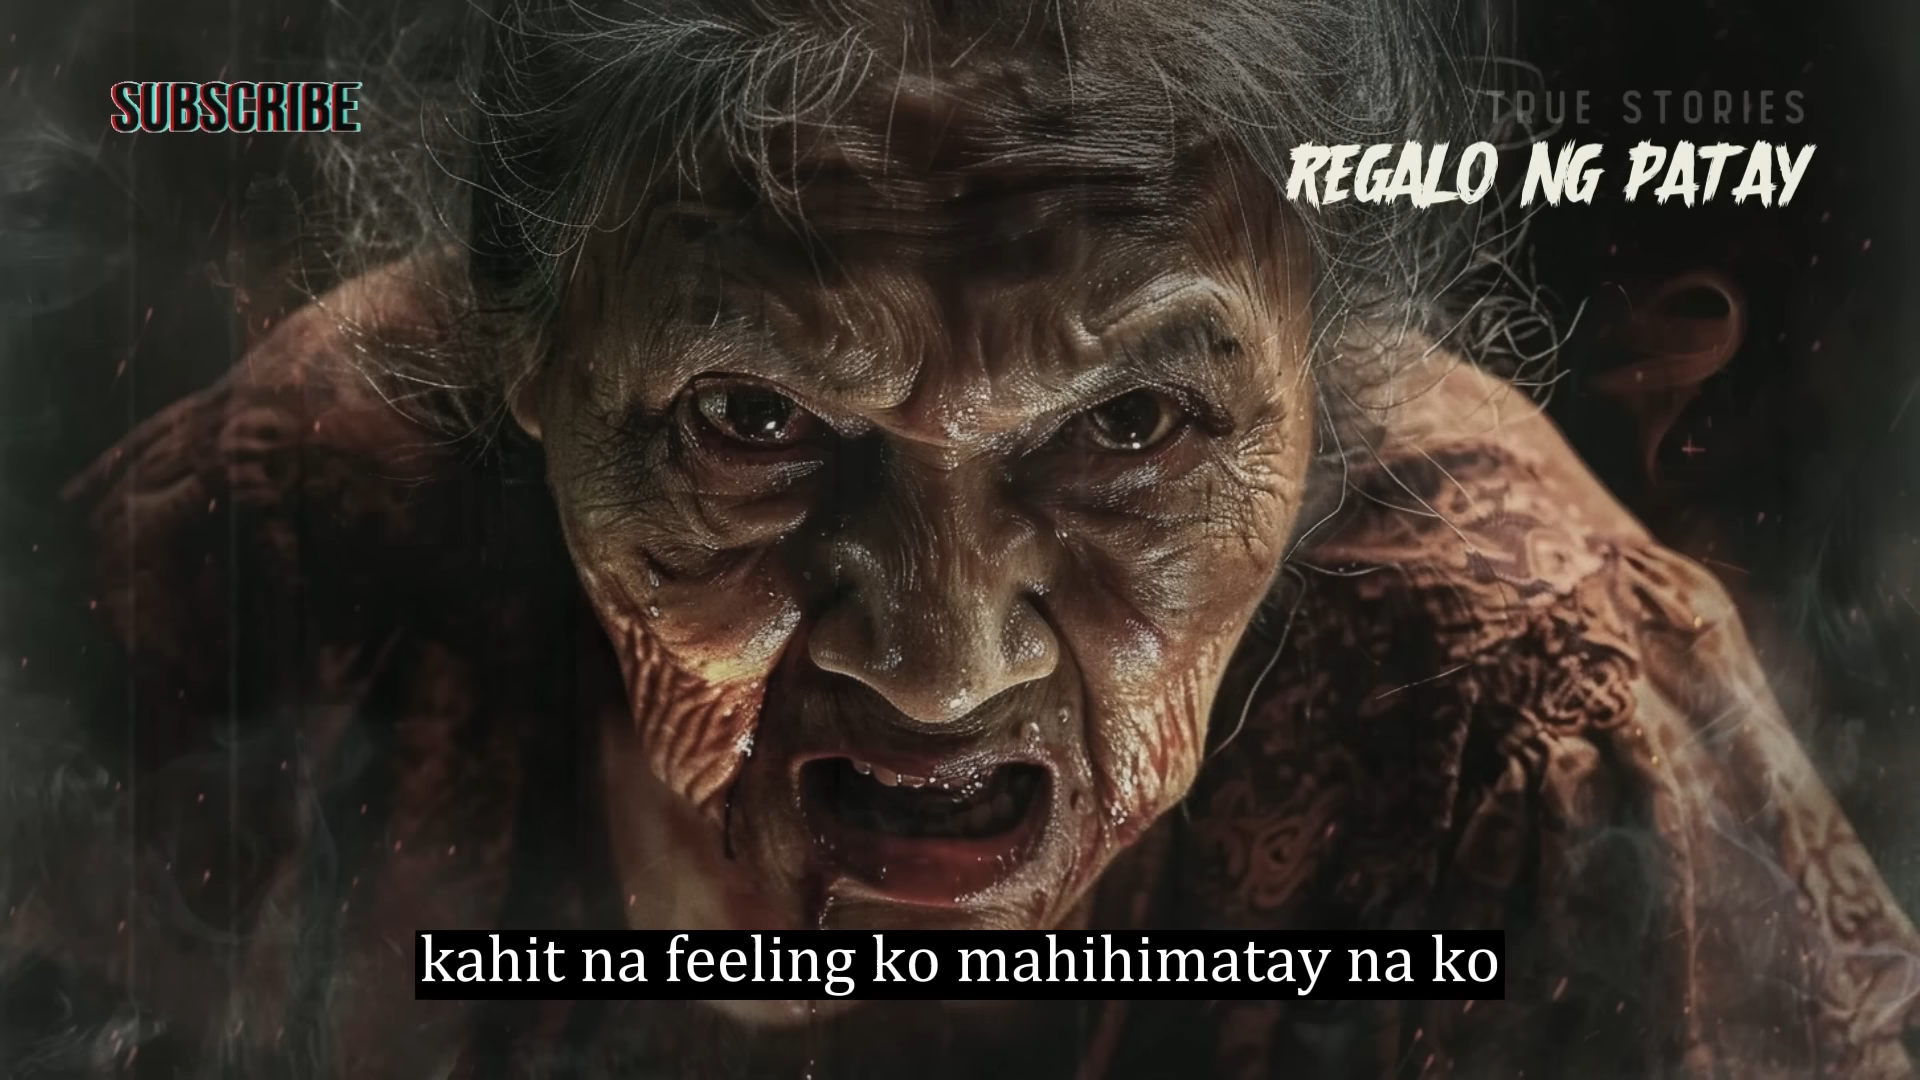 SUBSCRIBE
TRUE STORIES
REGALO NG PATAY
kahit na feeling ko mahihimatay na ko